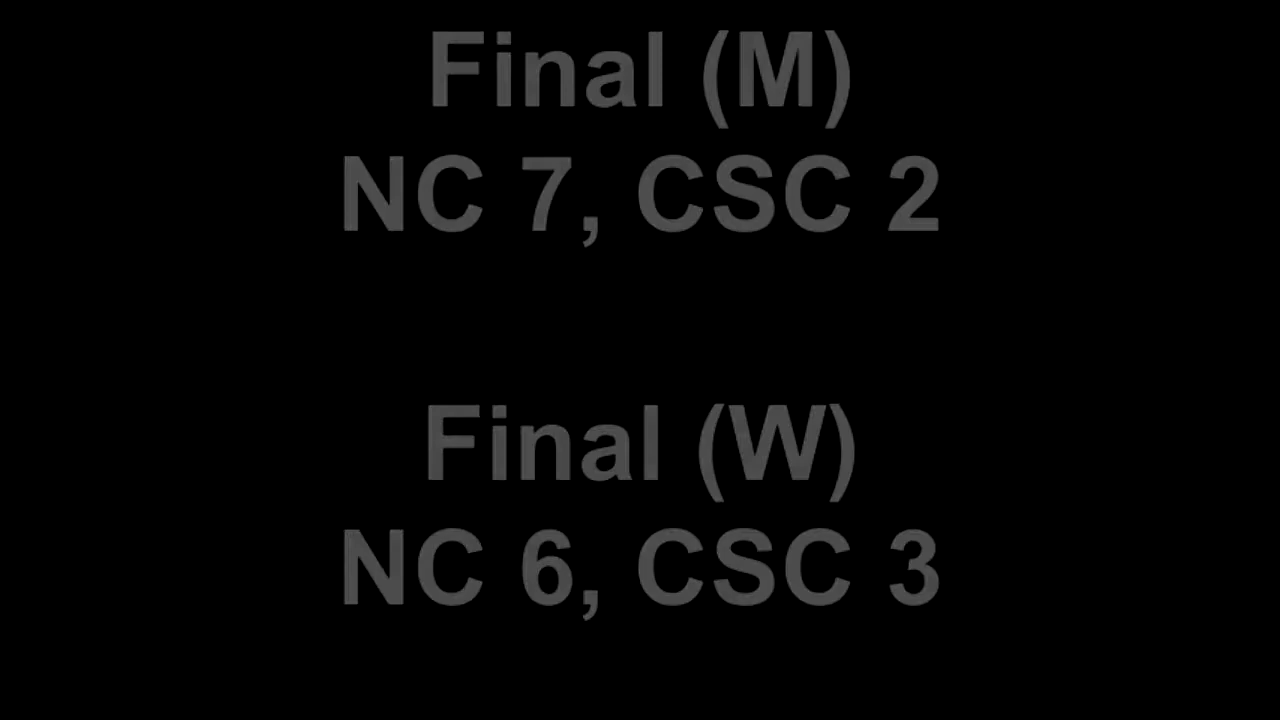 Final (M)
NC 7, CSC 2
Final (W)
NC 6, CSC 3